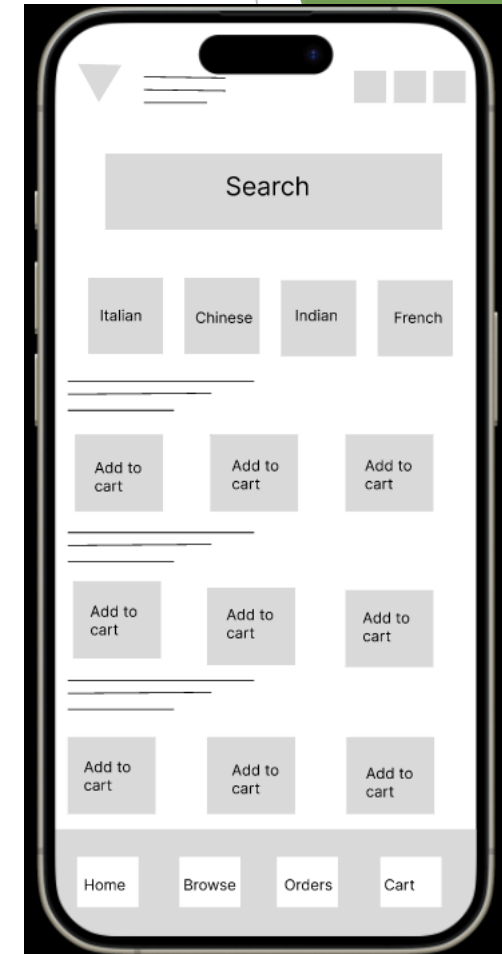 Search
Italian
Chinese
Indian
French
Add to
cart
Add to
cart
Add to
cart
Add to
cart
Add to
cart
Add to
cart
Add to
cart
Add to
cart
Add to
cart
Home
Browse
Orders
Cart